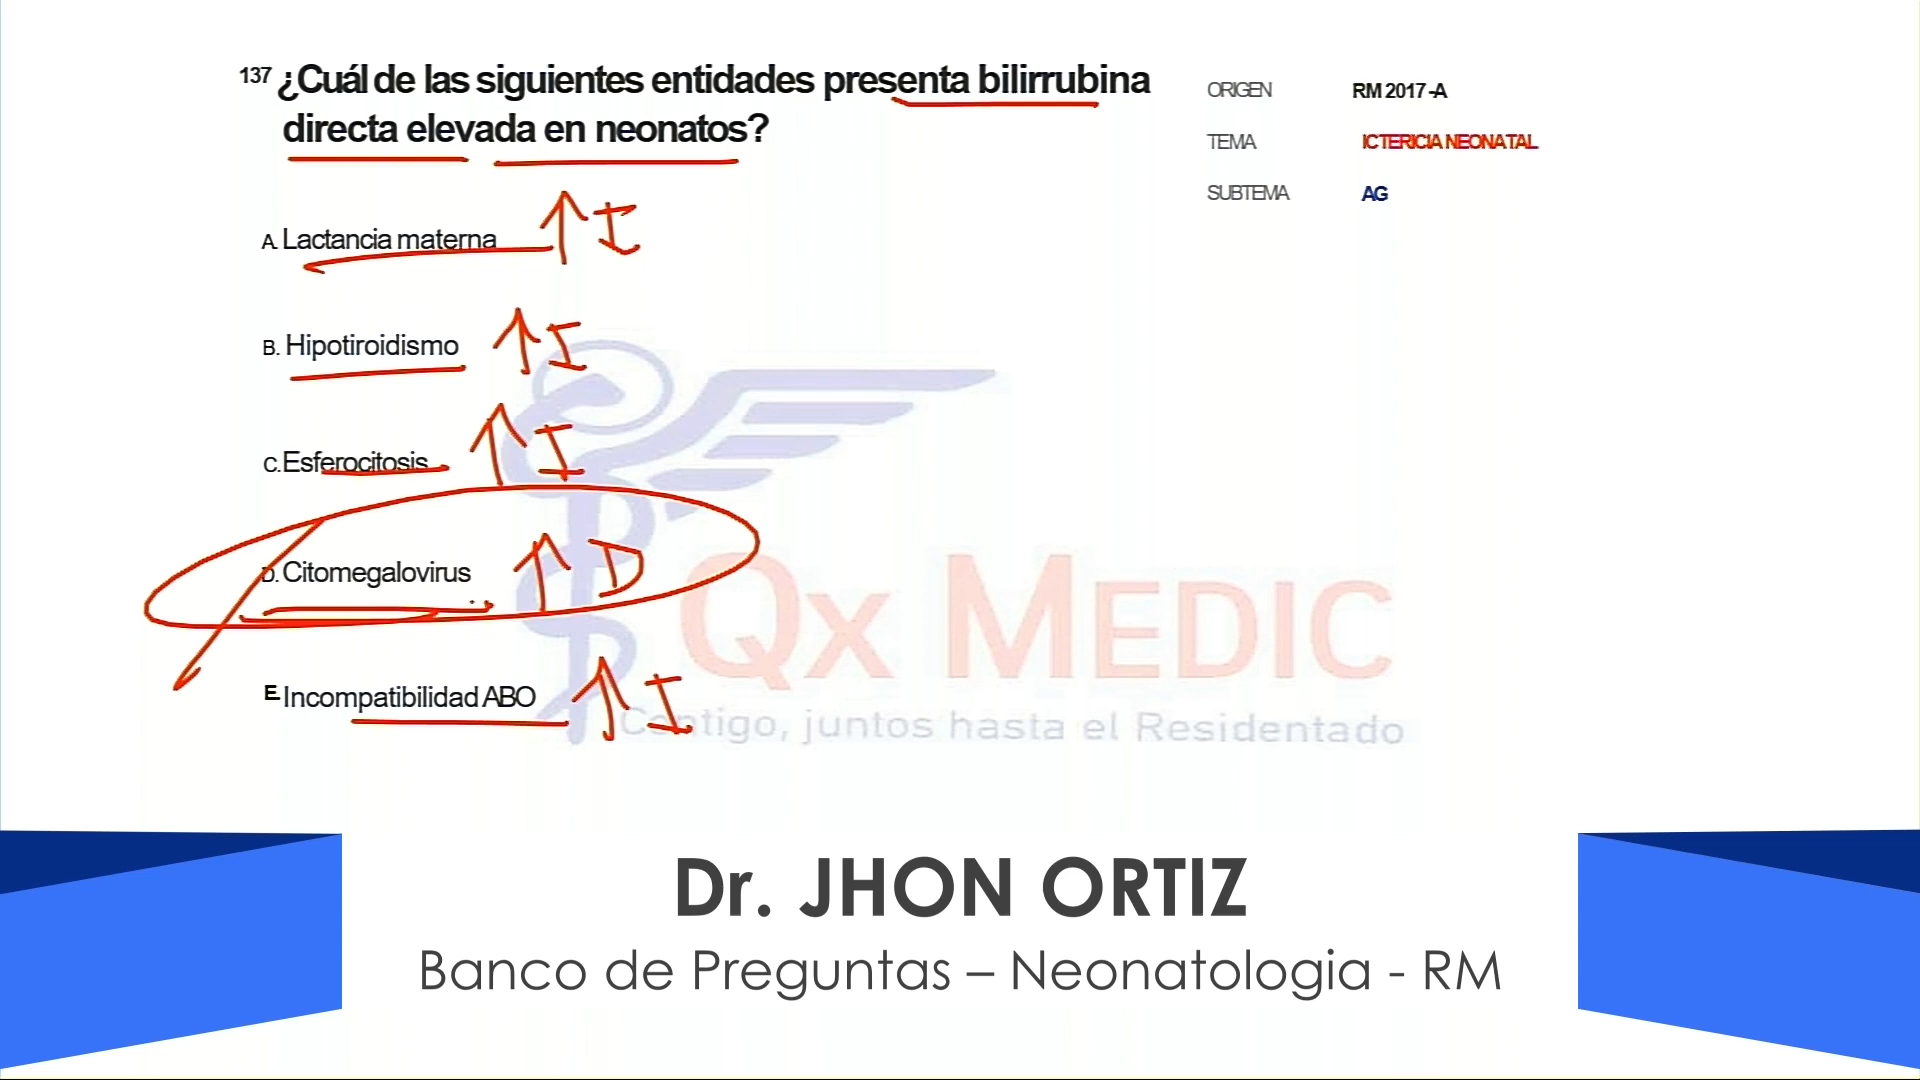 137 ¿Cuál de las siguientes entidades presenta bilirrubina
directa elevada en neonatos?
ORIGEN RM 2017-A
TEMA ICTERICIA NEONATAL
SUBTEMA AG
A. Lactancia materna ↑ I
B. Hipotiroidismo ↑ I
C. Esferocitosis ↑ I
D. Citomegalovirus ↑ D
E. Incompatibilidad ABO ↑ I
Qx MEDIC
Contigo, juntos hasta el Residentado
Dr. JHON ORTIZ
Banco de Preguntas – Neonatologia - RM